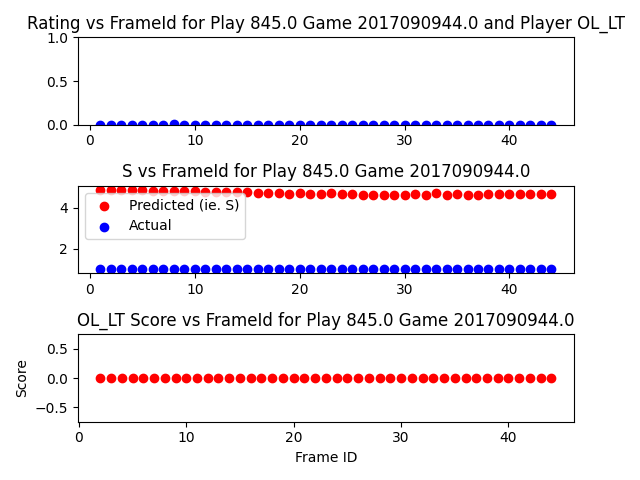 Rating vs FrameId for Play 845.0 Game 2017090944.0 and Player OL_LT
1.0
0.5
0.0
0 10 20 30 40
S vs FrameId for Play 845.0 Game 2017090944.0
4
2
Predicted (ie. S)
Actual
0 10 20 30 40
OL_LT Score vs FrameId for Play 845.0 Game 2017090944.0
Score
0.5
0.0
−0.5
0 10 20 30 40
Frame ID